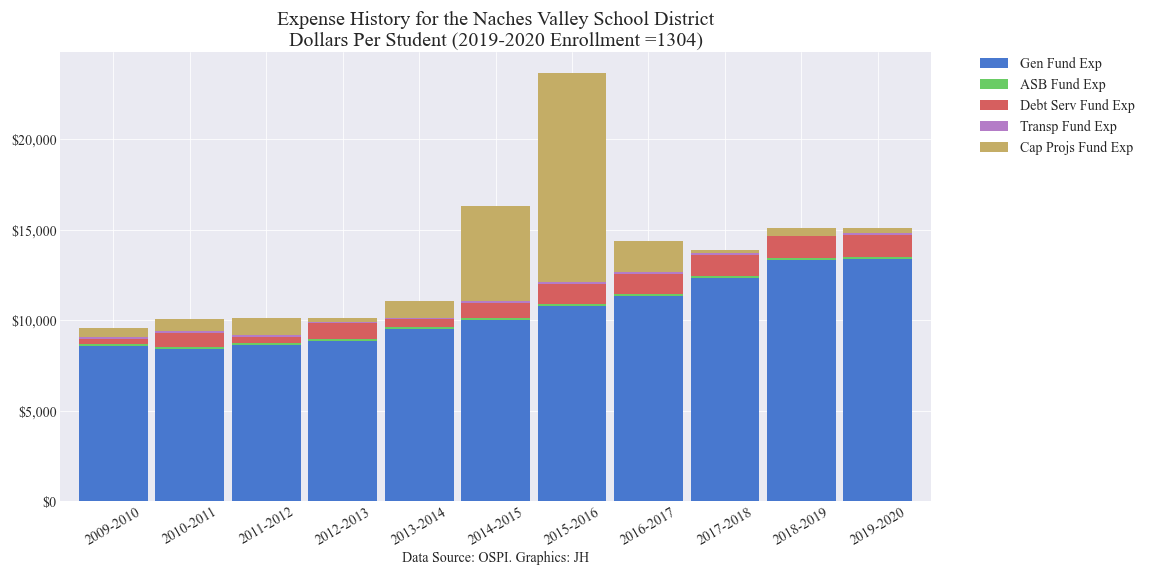 Expense History for the Naches Valley School District
Dollars Per Student (2019-2020 Enrollment =1304)
Gen Fund Exp
ASB Fund Exp
Debt Serv Fund Exp
Transp Fund Exp
Cap Projs Fund Exp
$20,000
$15,000
$10,000
$5,000
$0
2009-2010
2010-2011
2011-2012
2012-2013
2013-2014
2014-2015
2015-2016
2016-2017
2017-2018
2018-2019
2019-2020
Data Source: OSPI. Graphics: JH